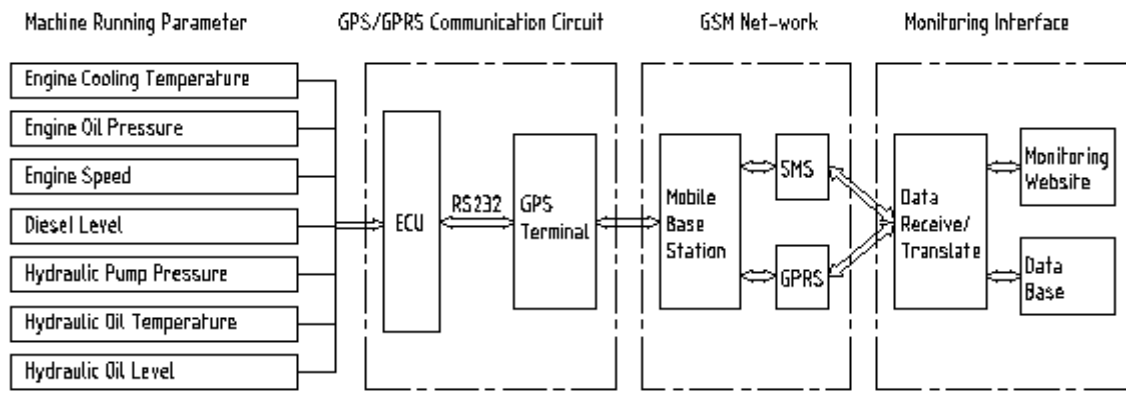 Machine Running Parameter
GPS/GPRS Communication Circuit
GSM Net-work
Monitoring Interface
Engine Cooling Temperature
Engine Oil Pressure
Engine Speed
Diesel Level
Hydraulic Pump Pressure
Hydraulic Oil Temperature
Hydraulic Oil Level
ECU
RS232
GPS
Terminal
Mobile
Base
Station
SMS
GPRS
Data
Receive/
Translate
Monitoring
Website
Data
Base